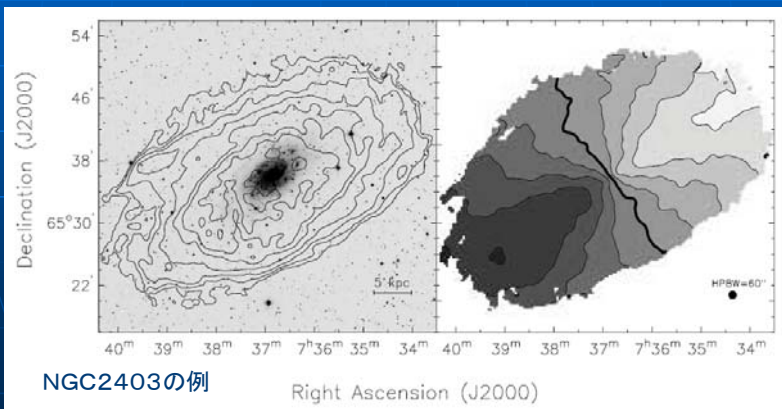 54'
46'
38'
65°30'
22'
Declination (J2000)
5 kpc
HPBW=60"
40ᵐ 39ᵐ 38ᵐ 37ᵐ 7ʰ36ᵐ 35ᵐ 34ᵐ
40ᵐ 39ᵐ 38ᵐ 37ᵐ 7ʰ36ᵐ 35ᵐ 34ᵐ
NGC2403の例
Right Ascension (J2000)